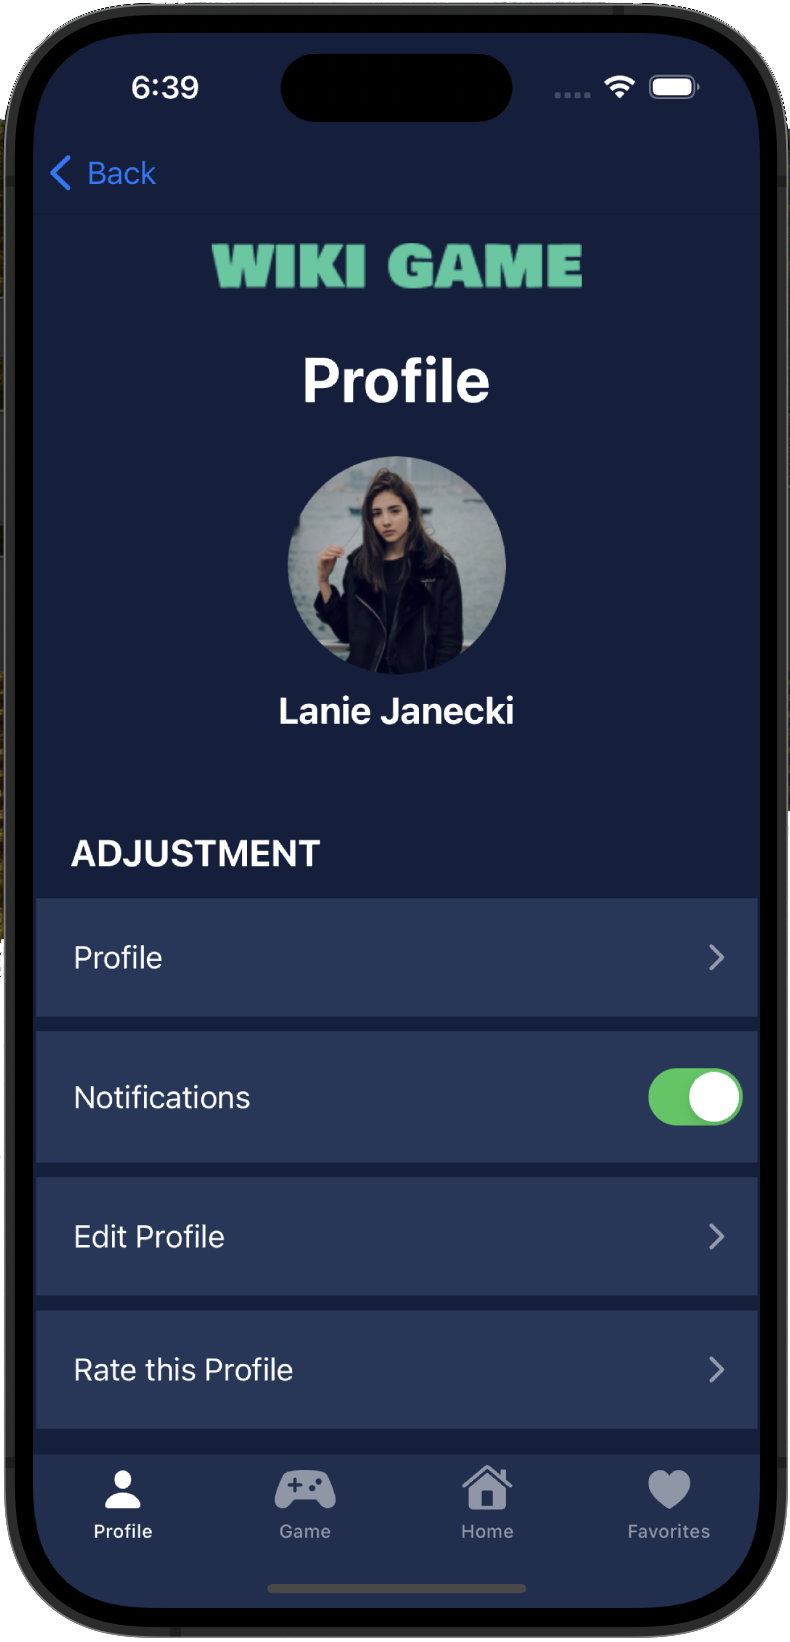 6:39
Back
WIKI GAME
Profile
Lanie Janecki
ADJUSTMENT
Profile
Notifications
Edit Profile
Rate this Profile
Profile
Game
Home
Favorites